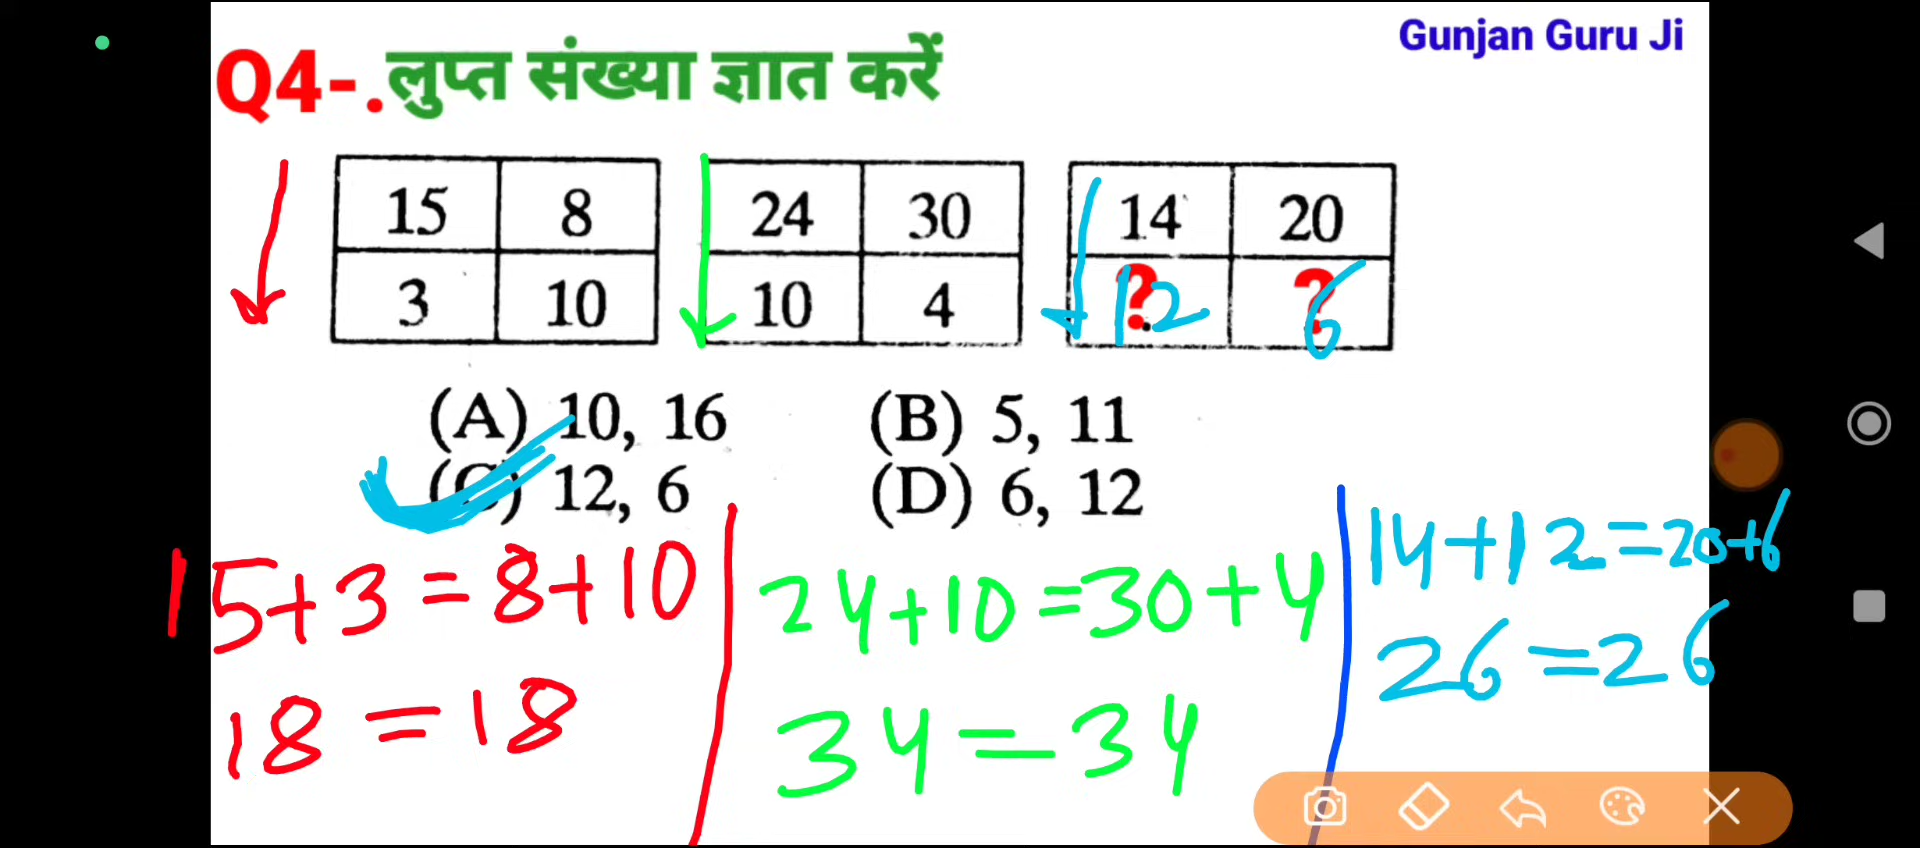 Gunjan Guru Ji
Q4-. लुप्त संख्या ज्ञात करें
15 8 24 30 14 20
3 10 10 4 ? ?
12 6
(A) 10, 16 (B) 5, 11
(C) 12, 6 (D) 6, 12
15+3=8+10
18=18
24+10=30+4
34=34
14+12=20+6
26=26